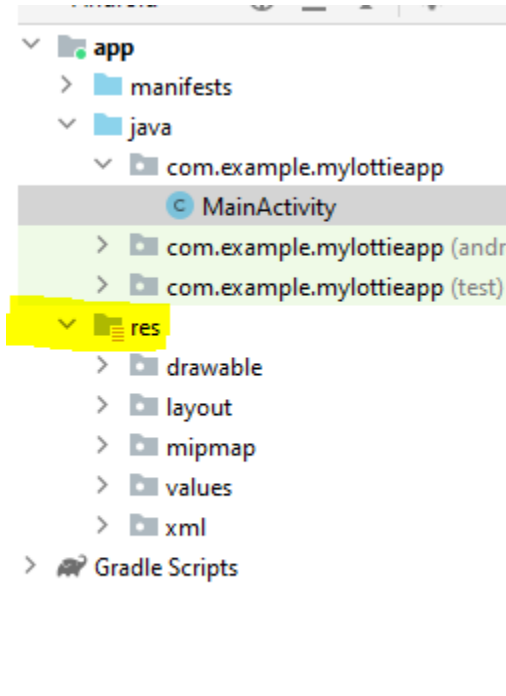 app
manifests
java
com.example.mylottieapp
C MainActivity
com.example.mylottieapp (andr
com.example.mylottieapp (test)
res
drawable
layout
mipmap
values
xml
Gradle Scripts